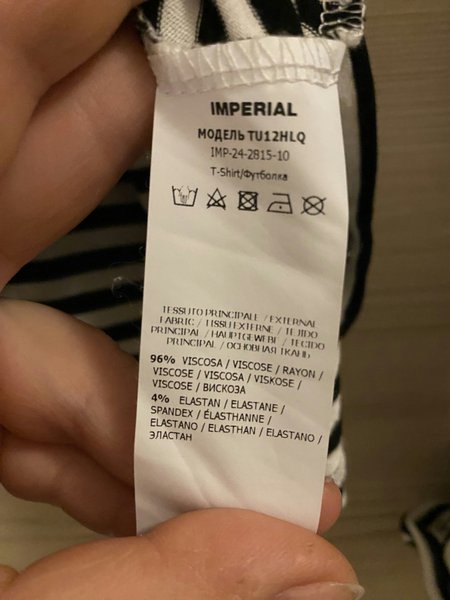 IMPERIAL
МОДЕЛЬ TU12HLQ
IMP-24-2815-10
T-Shirt/Футболка
TESSUTO PRINCIPALE / EXTERNAL
FABRIC / TISSU EXTERNE / TEJIDO
PRINCIPAL / HAUPTGEWEBE / TECIDO
PRINCIPAL / ОСНОВНАЯ ТКАНЬ
96% VISCOSA / VISCOSE / RAYON /
VISCOSE / VISCOSA / VISKOSE /
VISCOSE / ВИСКОЗА
4% ELASTAN / ELASTANE /
SPANDEX / ÉLASTHANNE /
ELASTANO / ELASTHAN / ELASTANO /
ЭЛАСТАН